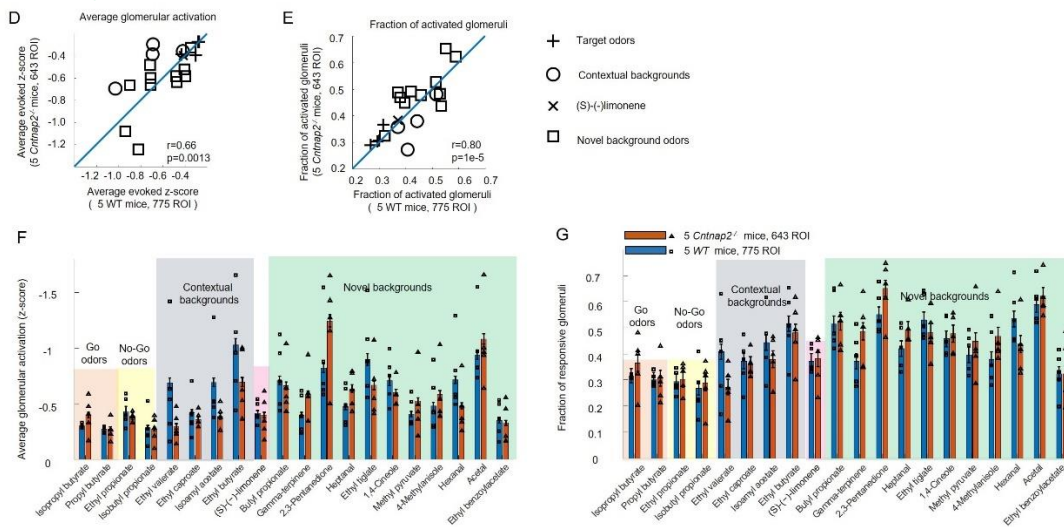 D
Average glomerular activation
Average evoked z-score
(5 Cntnap2-/- mice, 643 ROI)
-0.4
-0.6
-0.8
-1.0
-1.2
r=0.66
p=0.0013
-1.2 -1.0 -0.8 -0.6 -0.4
Average evoked z-score
( 5 WT mice, 775 ROI)
E
Fraction of activated glomeruli
Fraction of activated glomeruli
(5 Cntnap2-/- mice, 643 ROI)
0.7
0.6
0.5
0.4
0.3
0.2
r=0.80
p=1e-5
0.2 0.3 0.4 0.5 0.6 0.7
Fraction of activated glomeruli
( 5 WT mice, 775 ROI)
Target odors
Contextual backgrounds
(S)-(-)limonene
Novel background odors
F
Average glomerular activation (z-score)
-1.5
-1
-0.5
0
Go
odors
No-Go
odors
Contextual
backgrounds
Novel backgrounds
Isopropyl butyrate
Propyl butyrate
Ethyl propionate
Isobutyl propionate
Ethyl valerate
Ethyl caproate
Isoamyl acetate
Ethyl butyrate
(S)-(-)-limonene
Butyl propionate
Gamma-terpinene
2,3-Pentanedione
Heptanal
Ethyl tiglate
1,4-Cineole
Methyl pyruvate
4-Methylanisole
Hexanal
Acetal
Ethyl benzoylacetate
G
5 Cntnap2-/- mice, 643 ROI
5 WT mice, 775 ROI
Fraction of responsive glomeruli
0.7
0.6
0.5
0.4
0.3
0.2
0.1
0
Go
odors
No-Go
odors
Contextual
backgrounds
Novel backgrounds
Isopropyl butyrate
Propyl butyrate
Ethyl propionate
Isobutyl propionate
Ethyl valerate
Ethyl caproate
Isoamyl acetate
Ethyl butyrate
(S)-(-)-limonene
Butyl propionate
Gamma-terpinene
2,3-Pentanedione
Heptanal
Ethyl tiglate
1,4-Cineole
Methyl pyruvate
4-Methylanisole
Hexanal
Acetal
Ethyl benzoylacetate